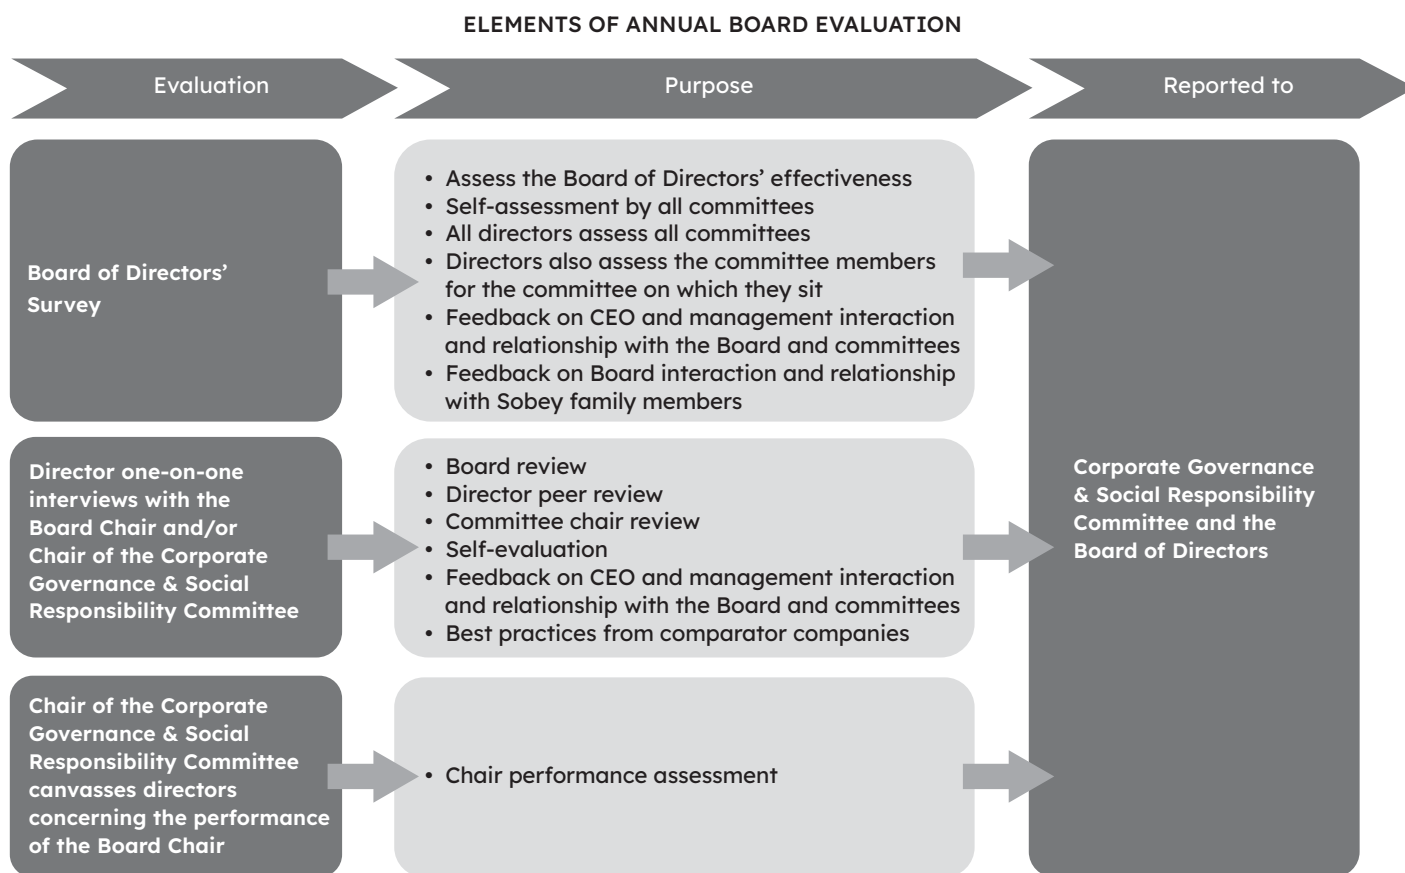 ELEMENTS OF ANNUAL BOARD EVALUATION
Evaluation
Purpose
Reported to
Board of Directors’
Survey
• Assess the Board of Directors’ effectiveness
• Self-assessment by all committees
• All directors assess all committees
• Directors also assess the committee members
for the committee on which they sit
• Feedback on CEO and management interaction
and relationship with the Board and committees
• Feedback on Board interaction and relationship
with Sobey family members
Director one-on-one
interviews with the
Board Chair and/or
Chair of the Corporate
Governance & Social
Responsibility Committee
• Board review
• Director peer review
• Committee chair review
• Self-evaluation
• Feedback on CEO and management interaction
and relationship with the Board and committees
• Best practices from comparator companies
Chair of the Corporate
Governance & Social
Responsibility Committee
canvasses directors
concerning the performance
of the Board Chair
• Chair performance assessment
Corporate Governance
& Social Responsibility
Committee and the
Board of Directors